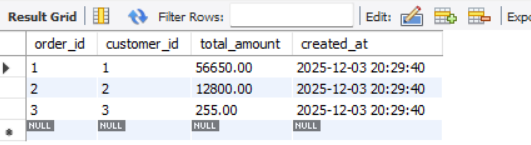 Result Grid Filter Rows: Edit:
order_id customer_id total_amount created_at
1 1 56650.00 2025-12-03 20:29:40
2 2 12800.00 2025-12-03 20:29:40
3 3 255.00 2025-12-03 20:29:40
NULL NULL NULL NULL